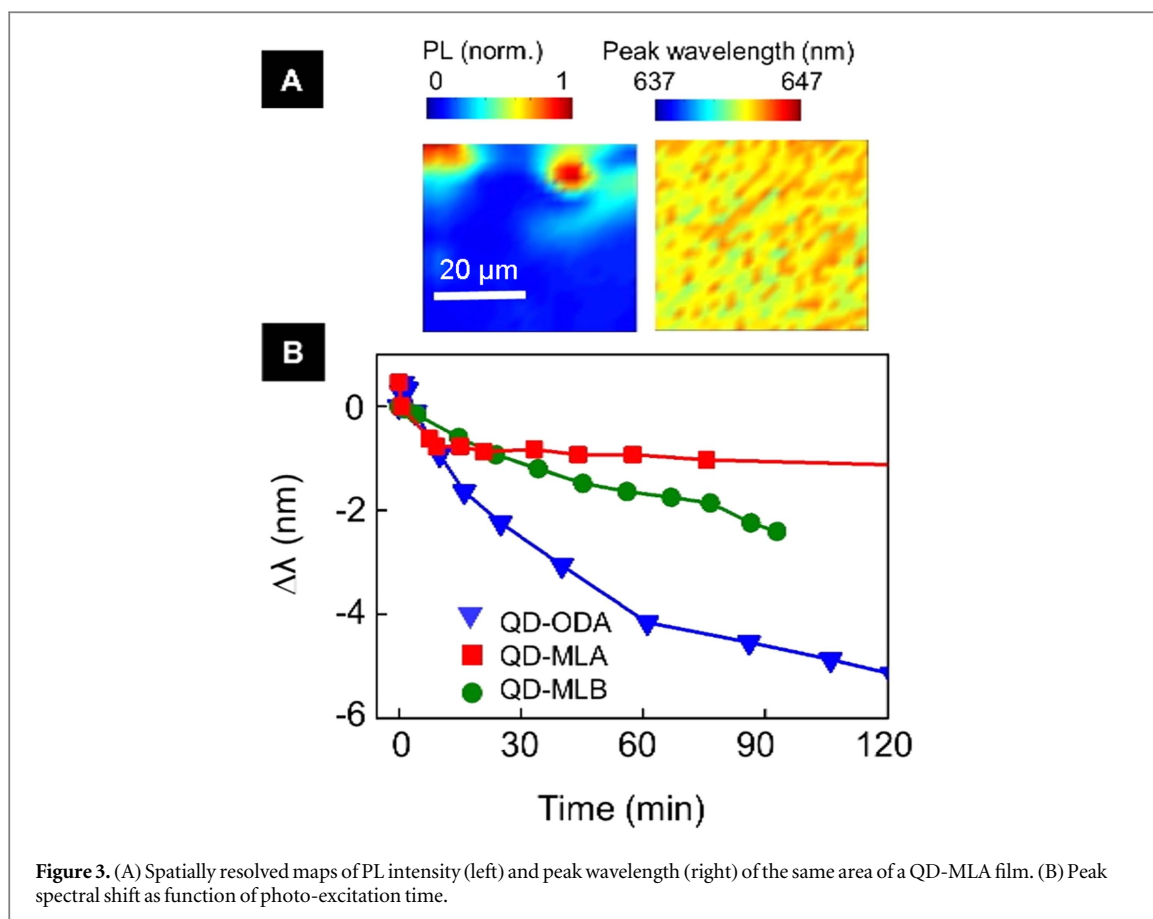 A
PL (norm.)
0 1
Peak wavelength (nm)
637 647
20 µm
B
0
-2
-4
-6
Δλ (nm)
QD-ODA
QD-MLA
QD-MLB
0 30 60 90 120
Time (min)
Figure 3. (A) Spatially resolved maps of PL intensity (left) and peak wavelength (right) of the same area of a QD-MLA film. (B) Peak
spectral shift as function of photo-excitation time.